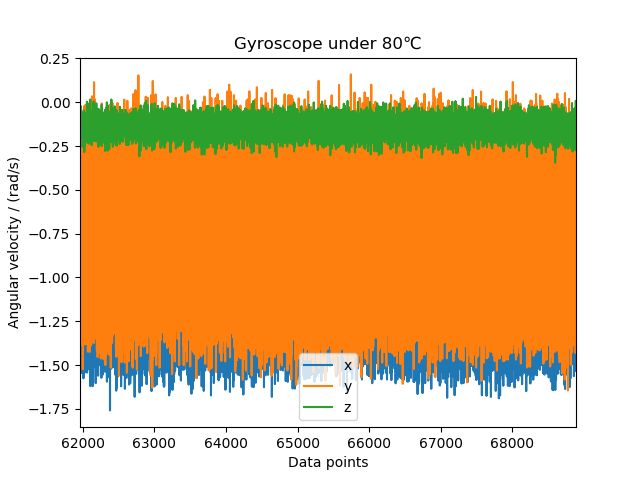 Gyroscope under 80℃
Angular velocity / (rad/s)
0.25
0.00
−0.25
−0.50
−0.75
−1.00
−1.25
−1.50
−1.75
x
y
z
62000 63000 64000 65000 66000 67000 68000
Data points